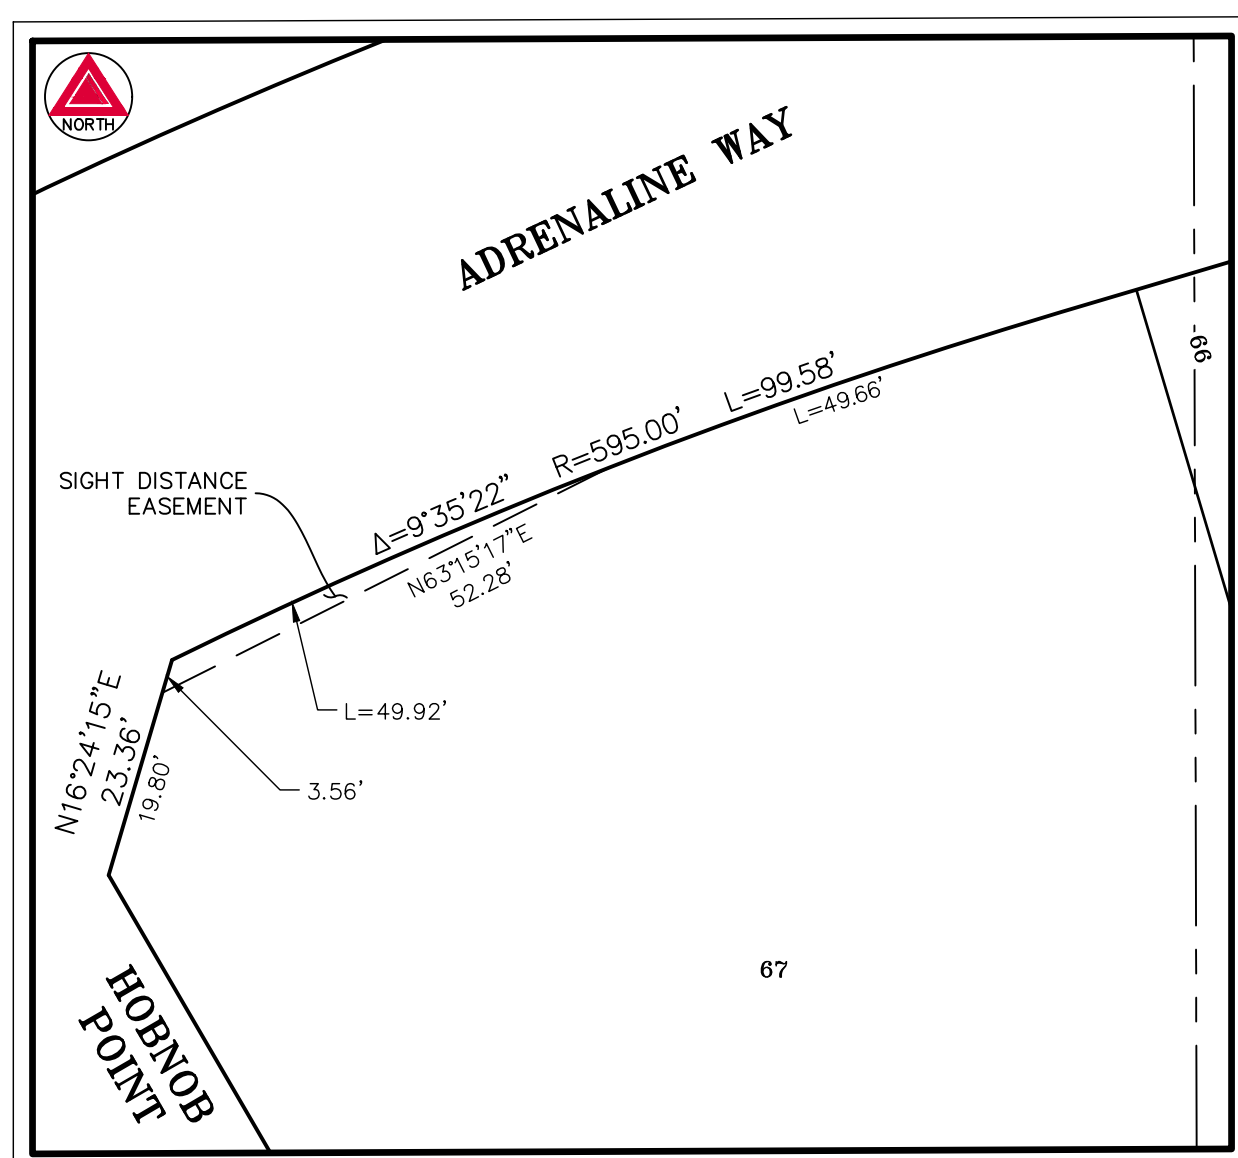 NORTH
ADRENALINE WAY
66
L=99.58'
L=49.66'
R=595.00'
Δ=9°35'22"
SIGHT DISTANCE
EASEMENT
N63°15'17"E
52.28'
L=49.92'
N16°24'15"E
23.36'
19.80'
3.56'
67
HOBNOB
POINT